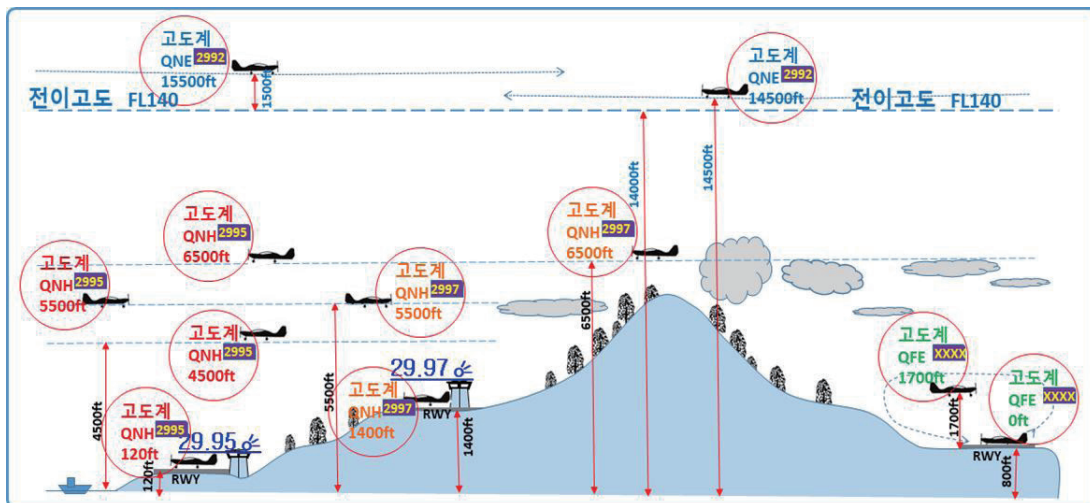 고도계
QNE 2992
15500ft
1500ft
전이고도 FL140
고도계
QNE 2992
14500ft
전이고도 FL140
14000ft
14500ft
고도계
QNH 2995
6500ft
고도계
QNH 2997
6500ft
고도계
QNH 2995
5500ft
고도계
QNH 2997
5500ft
6500ft
고도계
QNH 2995
4500ft
고도계
QFE XXXX
1700ft
29.97
고도계
QNH 2997
1400ft
RWY
5500ft
4500ft
1400ft
고도계
QFE XXXX
0ft
1700ft
고도계
QNH 2995
120ft
29.95
RWY
120ft
RWY
800ft